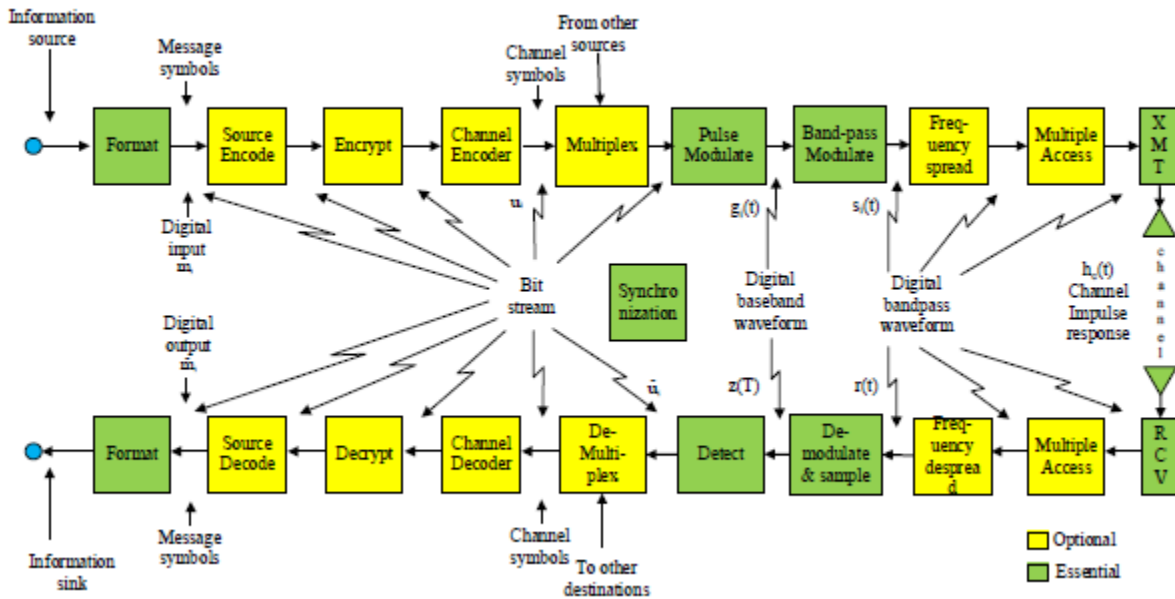 Information
source
Message
symbols
Channel
symbols
From other
sources
Format
Source
Encode
Encrypt
Channel
Encoder
Multiplex
Pulse
Modulate
Band-pass
Modulate
Freq-
uency
spread
Multiple
Access
X
M
T
Digital
input
mᵢ
uᵢ
gᵢ(t)
sᵢ(t)
Bit
stream
Synchro
nization
Digital
baseband
waveform
Digital
bandpass
waveform
h꜀(t)
Channel
Impulse
response
c
h
a
n
n
e
l
Digital
output
m̂ᵢ
ûᵢ
z(T)
r(t)
Format
Source
Decode
Decrypt
Channel
Decoder
De-
Multi-
plex
Detect
De-
modulate
& sample
Freq-
uency
desprea
d
Multiple
Access
R
C
V
Information
sink
Message
symbols
Channel
symbols
To other
destinations
Optional
Essential